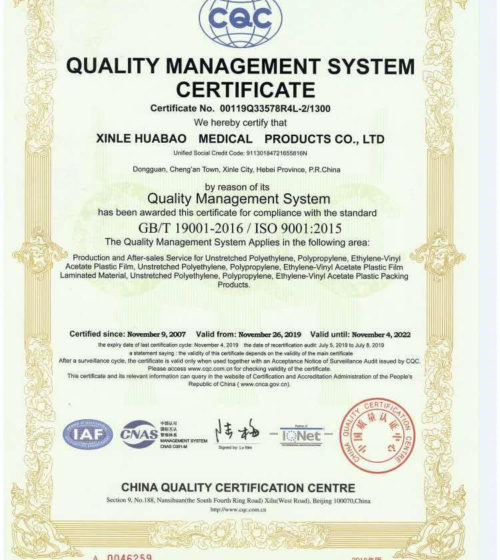 CQC
QUALITY MANAGEMENT SYSTEM
CERTIFICATE
Certificate No. 00119Q33578R4L-2/1300
We hereby certify that
XINLE HUABAO MEDICAL PRODUCTS CO., LTD
Unified Social Credit Code: 91130184721655816N
Dongguan, Cheng'an Town, Xinle City, Hebei Province, P.R.China
by reason of its
Quality Management System
has been awarded this certificate for compliance with the standard
GB/T 19001-2016 / ISO 9001:2015
The Quality Management System Applies in the following area:
Production and After-sales Service for Unstretched Polyethylene, Polypropylene, Ethylene-Vinyl
Acetate Plastic Film, Unstretched Polyethylene, Polypropylene, Ethylene-Vinyl Acetate Plastic Film
Laminated Material, Unstretched Polyethylene, Polypropylene, Ethylene-Vinyl Acetate Plastic Packing
Products.
Certified since: November 9, 2007 Valid from: November 26, 2019 Valid until: November 4, 2022
the expiry date of last certification cycle: November 4, 2019 the date of recertification audit: July 5, 2019 to July 8, 2019
a statement saying : the validity of this certificate depends on the validity of the main certificate
After a surveillance cycle, the certificate is valid only when used together with an Acceptance Notice of Surveillance Audit issued by CQC.
Please access www.cqc.com.cn for checking validity of the certificate.
This certificate and its relevant information can query in the website of Certification and Accreditation Administration of the People's
Republic of China ( www.cnca.gov.cn).
IAF
CNAS
中国认可
国际互认
管理体系
MANAGEMENT SYSTEM
CNAS C001-M
IQNet
CHINA QUALITY CERTIFICATION CENTRE
中国质量认证中心
CHINA QUALITY CERTIFICATION CENTRE
Section 9, No.188, Nansihuan(the South Fourth Ring Road) Xilu(West Road), Beijing 100070,China
http://www.cqc.com.cn
A 0046259